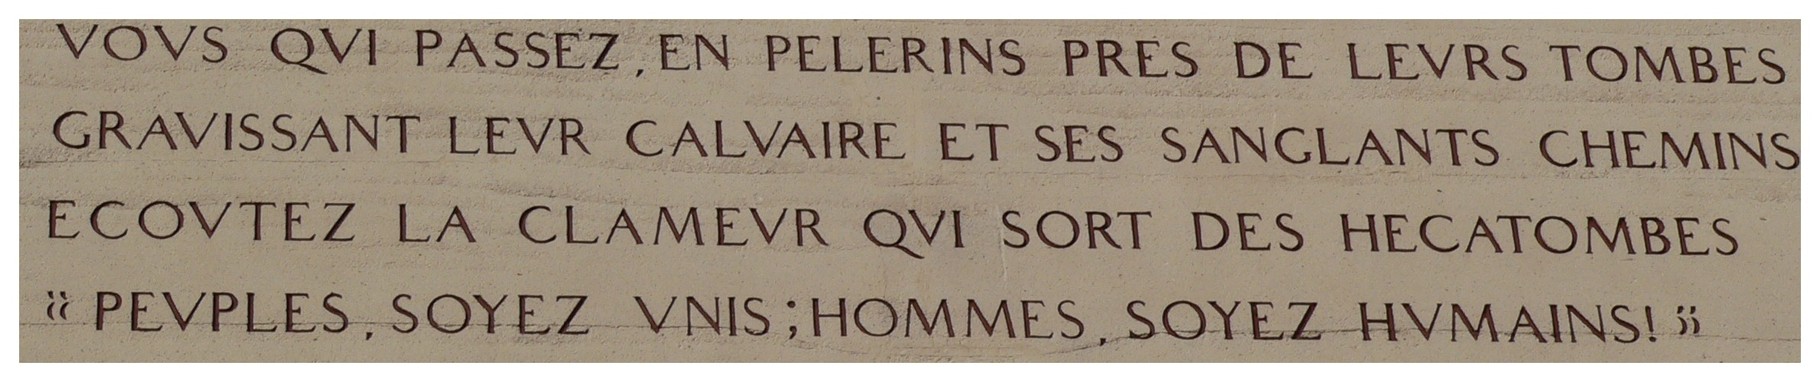 VOVS QVI PASSEZ, EN PELERINS PRES DE LEVRS TOMBES
GRAVISSANT LEVR CALVAIRE ET SES SANGLANTS CHEMINS
ECOVTEZ LA CLAMEVR QVI SORT DES HECATOMBES
“PEVPLES, SOYEZ VNIS; HOMMES, SOYEZ HVMAINS!”